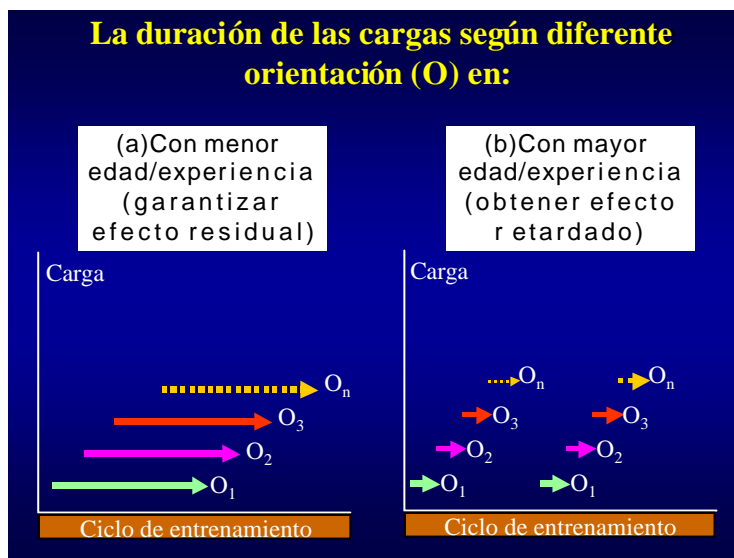 La duración de las cargas según diferente
orientación (O) en:
(a)Con menor
edad/experiencia
(garantizar
efecto residual)
Carga
Oₙ
O₃
O₂
O₁
Ciclo de entrenamiento
(b)Con mayor
edad/experiencia
(obtener efecto
r etardado)
Carga
Oₙ
Oₙ
O₃
O₃
O₂
O₂
O₁
O₁
Ciclo de entrenamiento